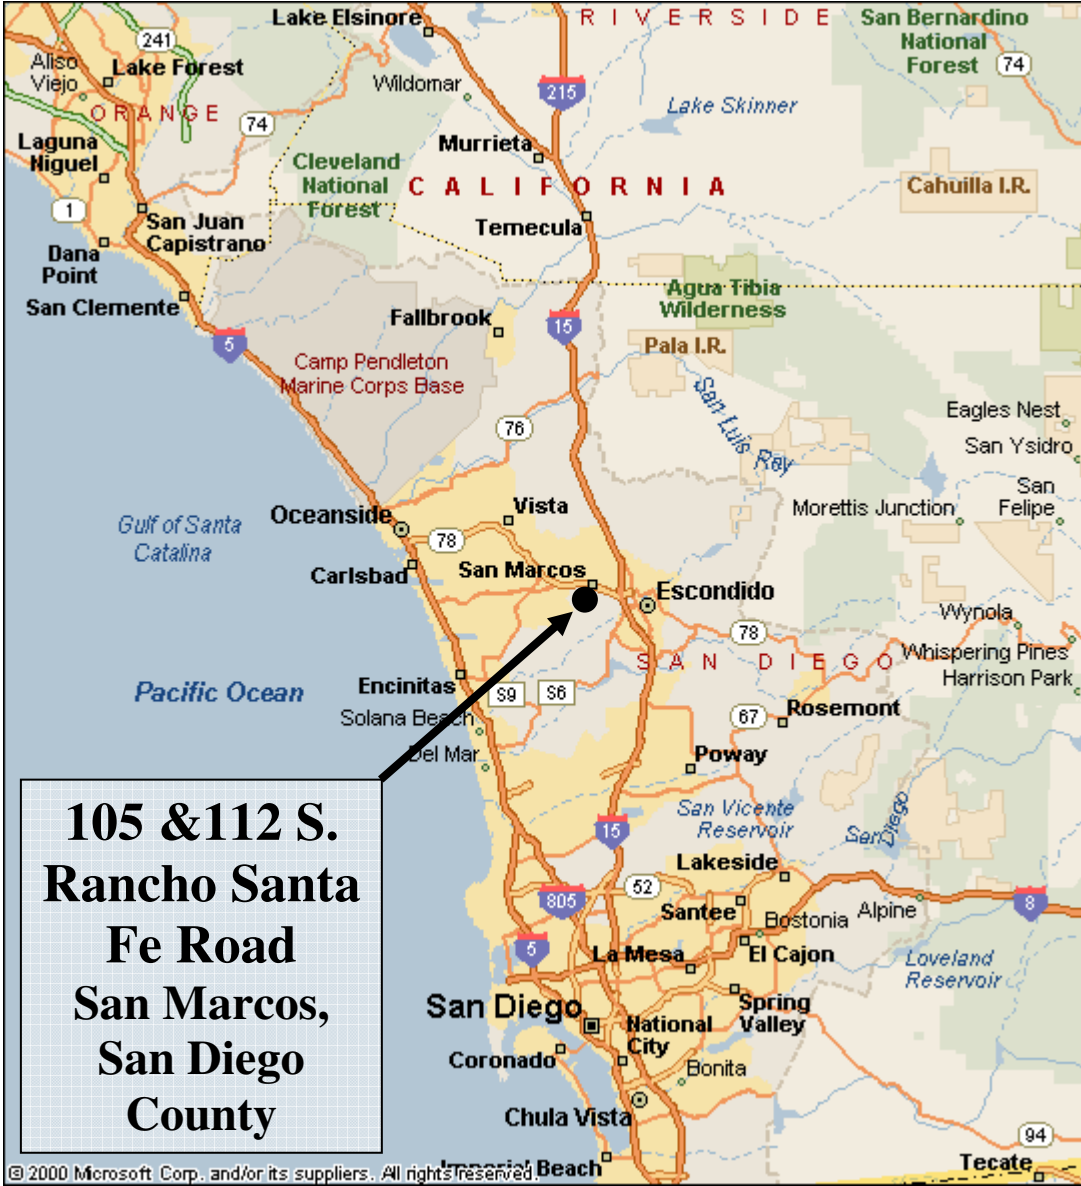 Lake Elsinore
R I V E R S I D E
San Bernardino
National
Forest
241
74
Aliso
Viejo
Lake Forest
Wildomar
215
Lake Skinner
O R A N G E
74
Laguna
Niguel
Murrieta
Cleveland
National
Forest
C A L I F O R N I A
Cahuilla I.R.
1
San Juan
Capistrano
Temecula
Dana
Point
San Clemente
Agua Tibia
Wilderness
Fallbrook
15
5
Pala I.R.
Camp Pendleton
Marine Corps Base
San Luis Rey
Eagles Nest
76
San Ysidro
San
Felipe
Morettis Junction
Gulf of Santa
Catalina
Oceanside
Vista
78
Carlsbad
San Marcos
Escondido
Wynola
78
Whispering Pines
S A N D I E G O
Harrison Park
Pacific Ocean
Encinitas
S9
S6
Solana Beach
67
Rosemont
Del Mar
Poway
105 &112 S.
Rancho Santa
Fe Road
San Marcos,
San Diego
County
San Vicente
Reservoir
San Diego
15
Lakeside
52
805
Santee
Bostonia
Alpine
8
5
La Mesa
El Cajon
Loveland
Reservoir
San Diego
Spring
Valley
National
City
Coronado
Bonita
Chula Vista
94
Imperial Beach
Tecate
© 2000 Microsoft Corp. and/or its suppliers. All rights reserved.